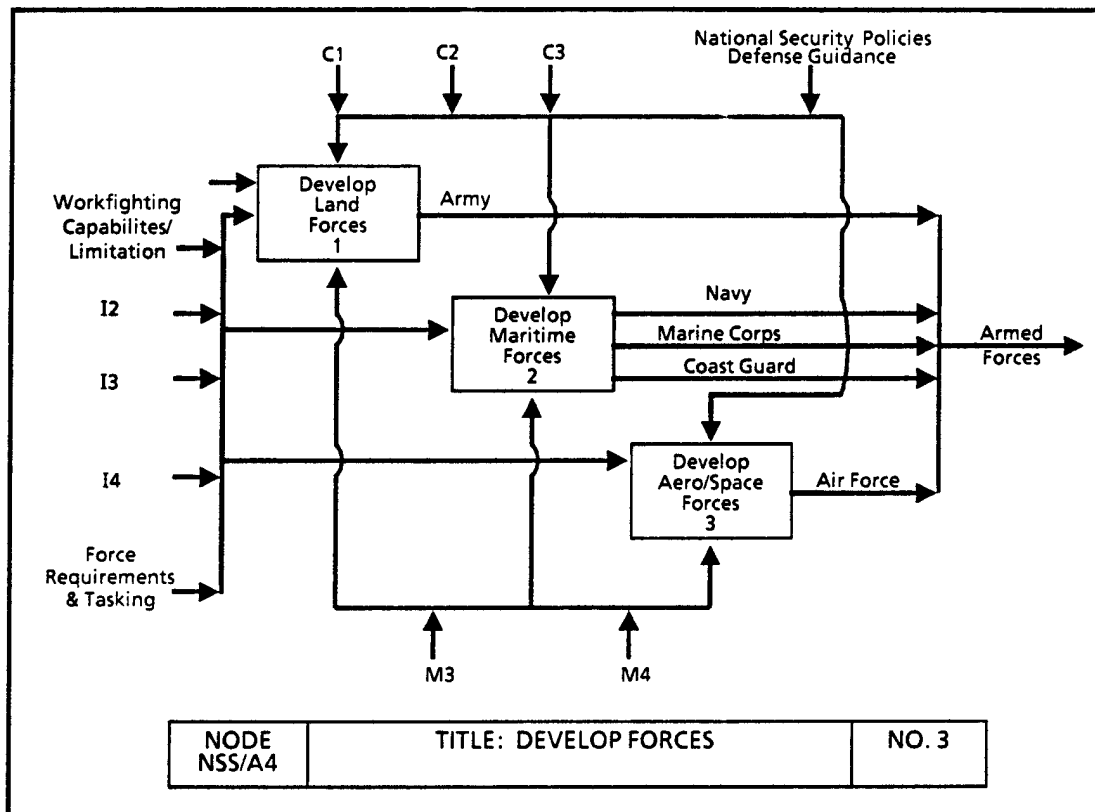 C1
C2
C3
National Security Policies
Defense Guidance
Workfighting
Capabilites/
Limitation
I2
I3
I4
Force
Requirements
& Tasking
Develop
Land
Forces
1
Army
Develop
Maritime
Forces
2
Navy
Marine Corps
Coast Guard
Armed
Forces
Develop
Aero/Space
Forces
3
Air Force
M3
M4
NODE
NSS/A4
TITLE: DEVELOP FORCES
NO. 3